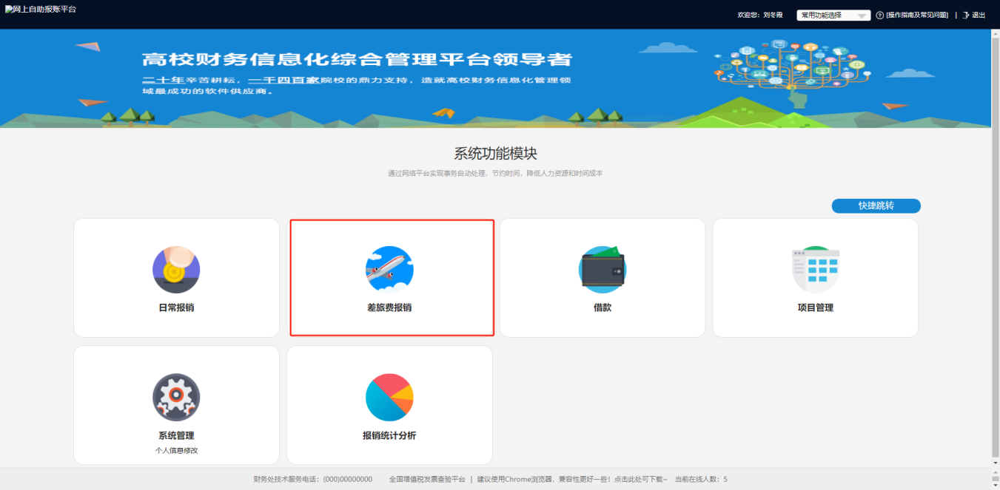 网上自助报账平台
欢迎您: 刘冬霞 常用功能选择 ? [操作指南及常见问题] | 退出
高校财务信息化综合管理平台领导者
二十年辛苦耕耘，一千四百家院校的鼎力支持，造就高校财务信息化管理领
域最成功的软件供应商。
系统功能模块
通过网络平台实现事务自动处理，节约时间，降低人力资源和时间成本
快捷跳转
日常报销 差旅费报销 借款 项目管理
系统管理 报销统计分析
个人信息修改
财务处技术服务电话：(000)00000000 全国增值税发票查验平台 | 建议使用Chrome浏览器，兼容性更好一些！点击此处可下载~ 当前在线人数：5